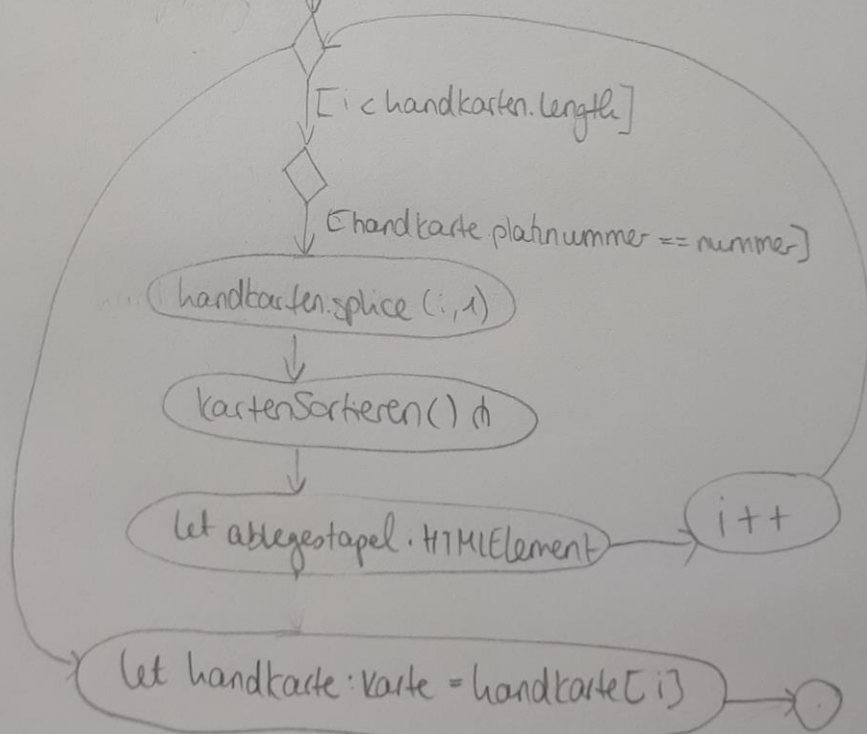 [i < handkarten.length]
[handkarte.platznummer == nummer]
handkarten.splice(i,1)
kartenSortieren()
let ablegestapel.HTMLElement
i++
let handkarte:Karte = handkarte[i]